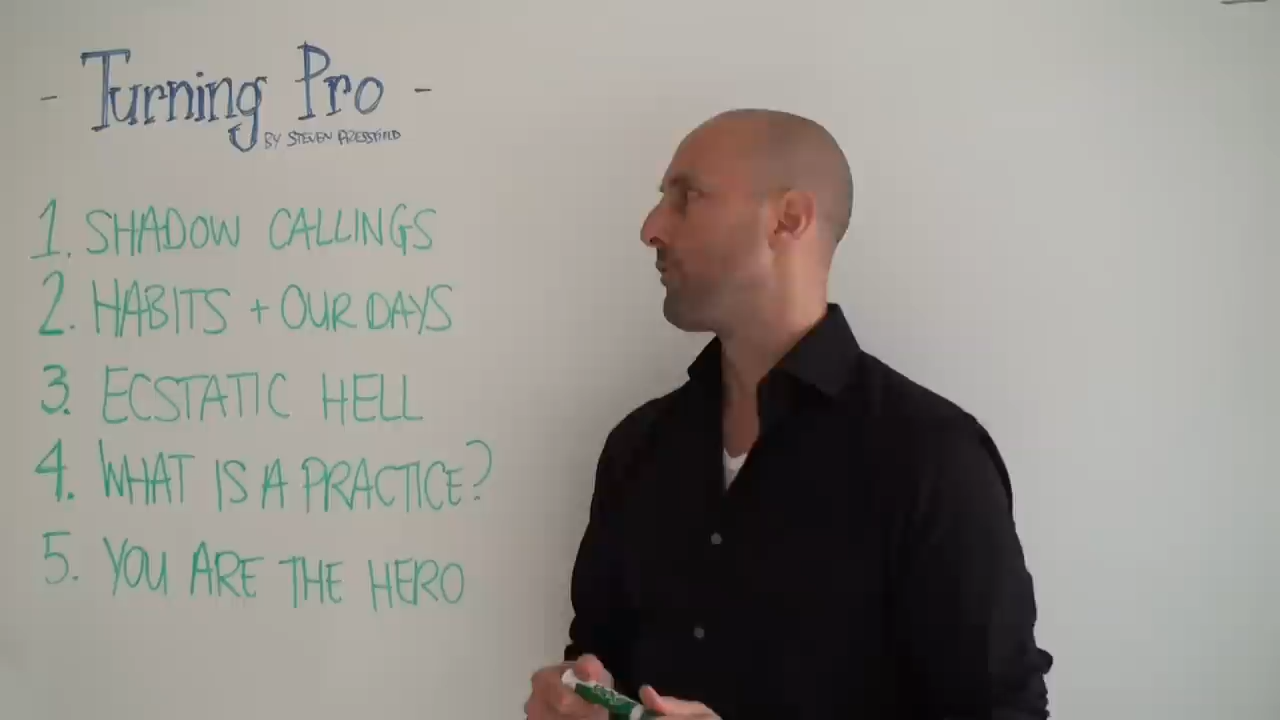 - Turning Pro -
BY STEVEN PRESSFIELD
1. SHADOW CALLINGS
2. HABITS + OUR DAYS
3. ECSTATIC HELL
4. WHAT IS A PRACTICE?
5. YOU ARE THE HERO